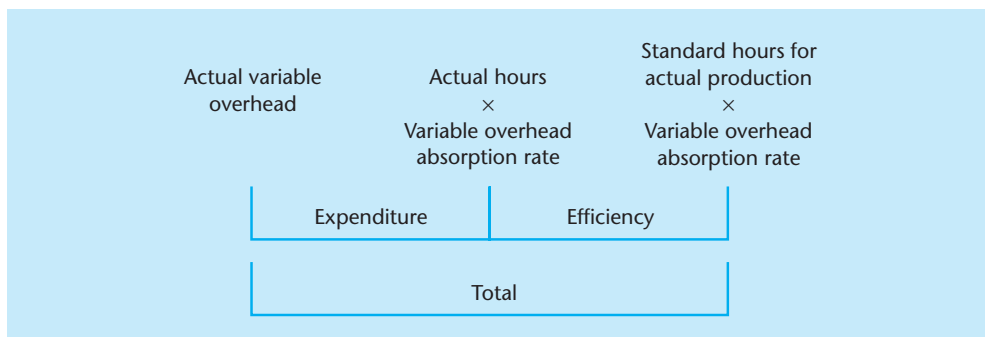 Actual variable
overhead
Actual hours
×
Variable overhead
absorption rate
Standard hours for
actual production
×
Variable overhead
absorption rate
Expenditure
Efficiency
Total